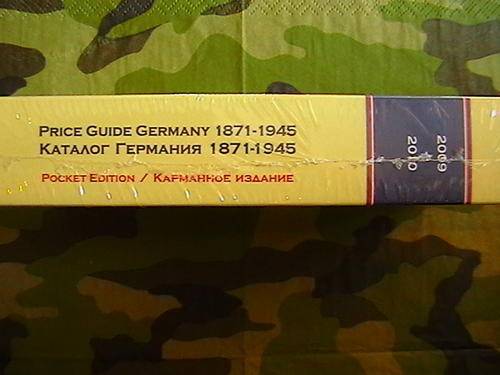 PRICE GUIDE GERMANY 1871-1945
КАТАЛОГ ГЕРМАНИЯ 1871-1945
POCKET EDITION / КАРМАННОЕ ИЗДАНИЕ
2009
2010